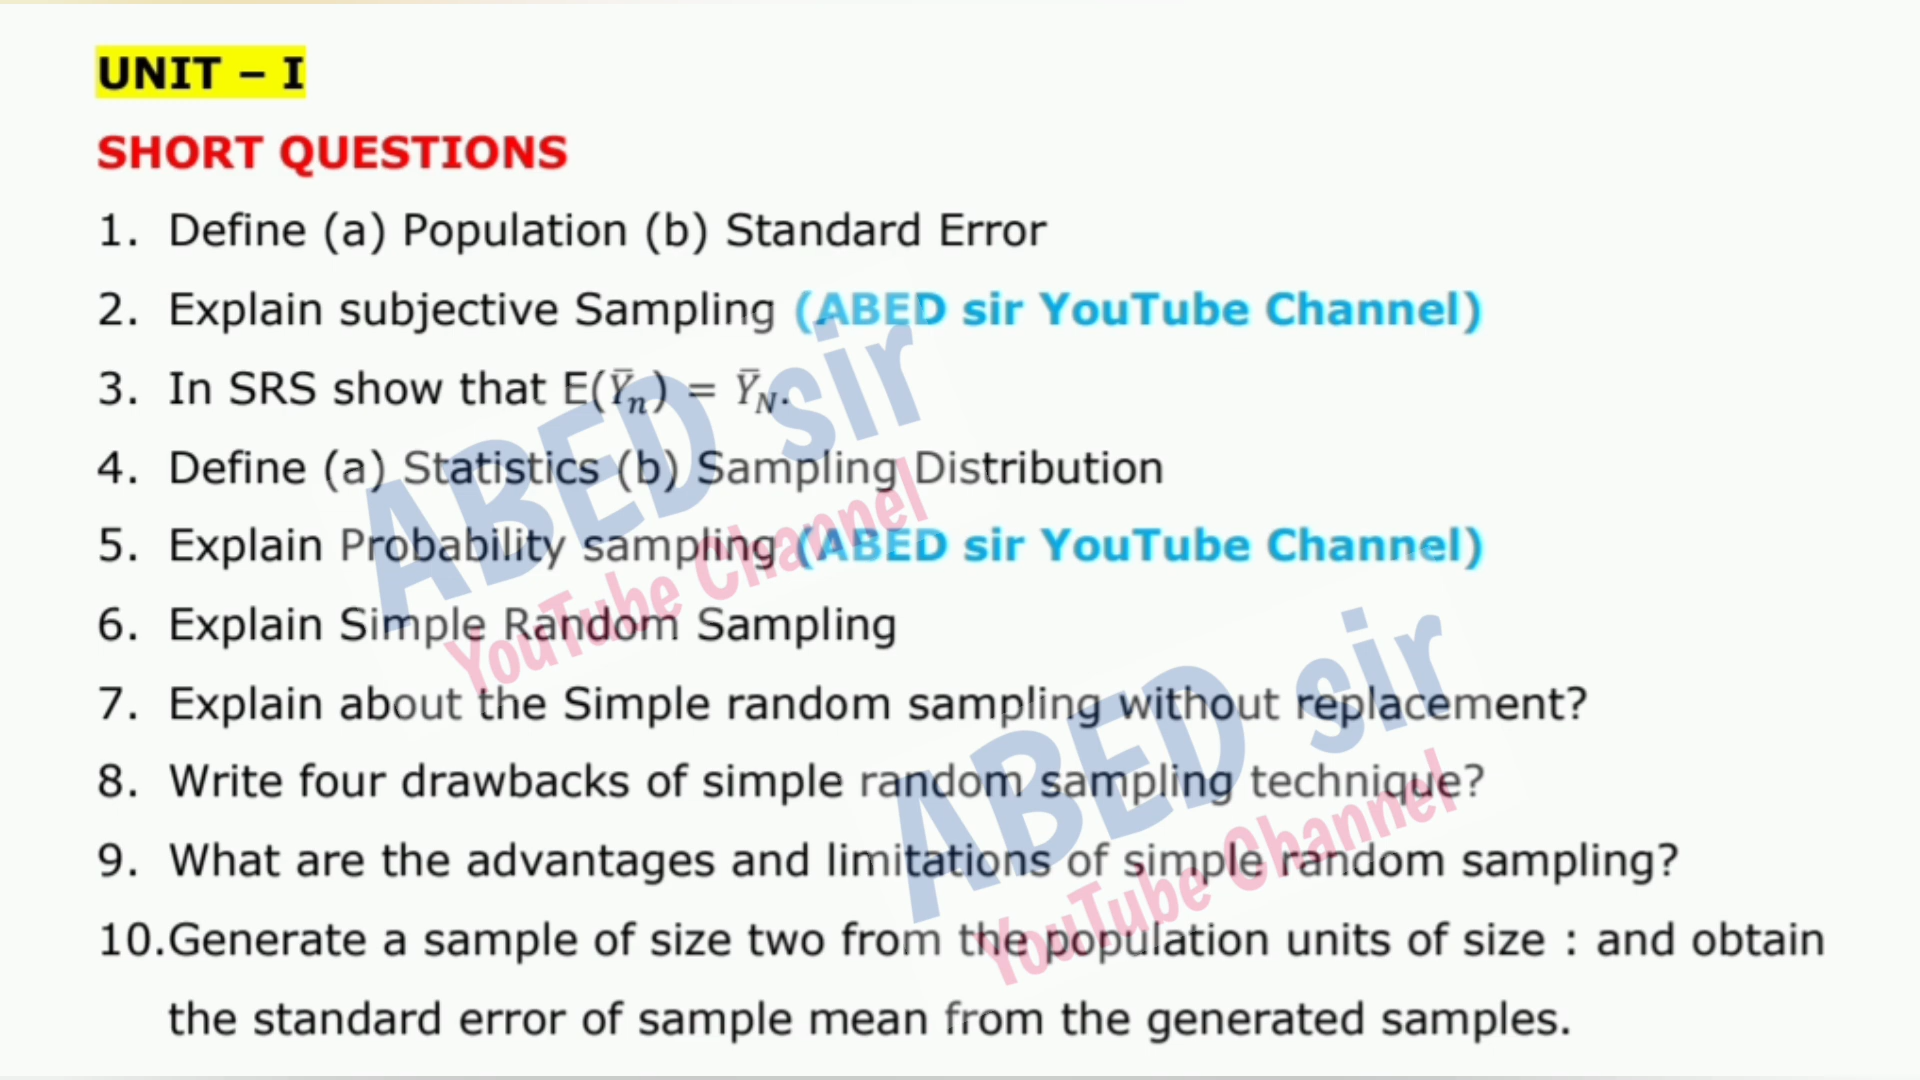 UNIT – I
SHORT QUESTIONS
1. Define (a) Population (b) Standard Error
2. Explain subjective Sampling (ABED sir YouTube Channel)
3. In SRS show that E(Ȳₙ) = Ȳ_N.
4. Define (a) Statistics (b) Sampling Distribution
5. Explain Probability sampling (ABED sir YouTube Channel)
6. Explain Simple Random Sampling
7. Explain about the Simple random sampling without replacement?
8. Write four drawbacks of simple random sampling technique?
9. What are the advantages and limitations of simple random sampling?
10.Generate a sample of size two from the population units of size : and obtain
the standard error of sample mean from the generated samples.
ABED sir
YouTube Channel
ABED sir
YouTube Channel